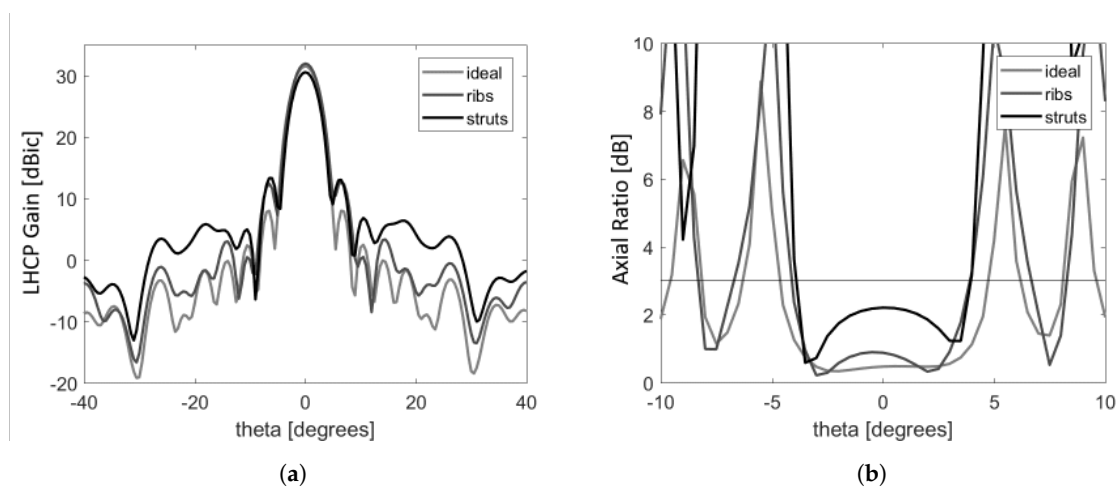 LHCP Gain [dBic]
30
20
10
0
-10
-20
-40
-20
0
20
40
theta [degrees]
ideal
ribs
struts
(a)
Axial Ratio [dB]
10
8
6
4
2
0
-10
-5
0
5
10
theta [degrees]
ideal
ribs
struts
(b)